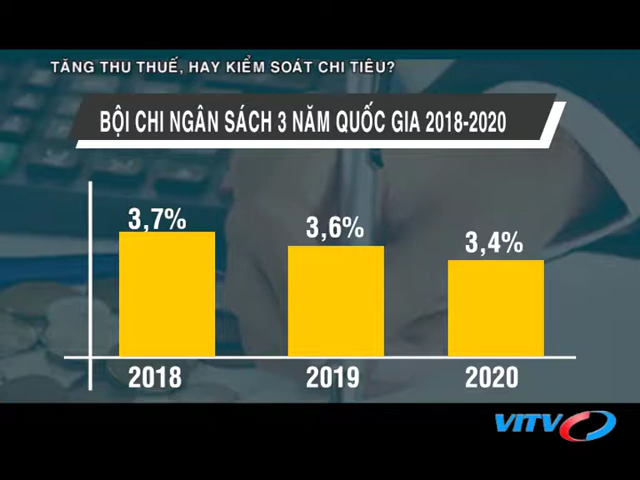 TĂNG THU THUẾ, HAY KIỂM SOÁT CHI TIÊU?
BỘI CHI NGÂN SÁCH 3 NĂM QUỐC GIA 2018-2020
3,7%
3,6%
3,4%
2018
2019
2020
VITV